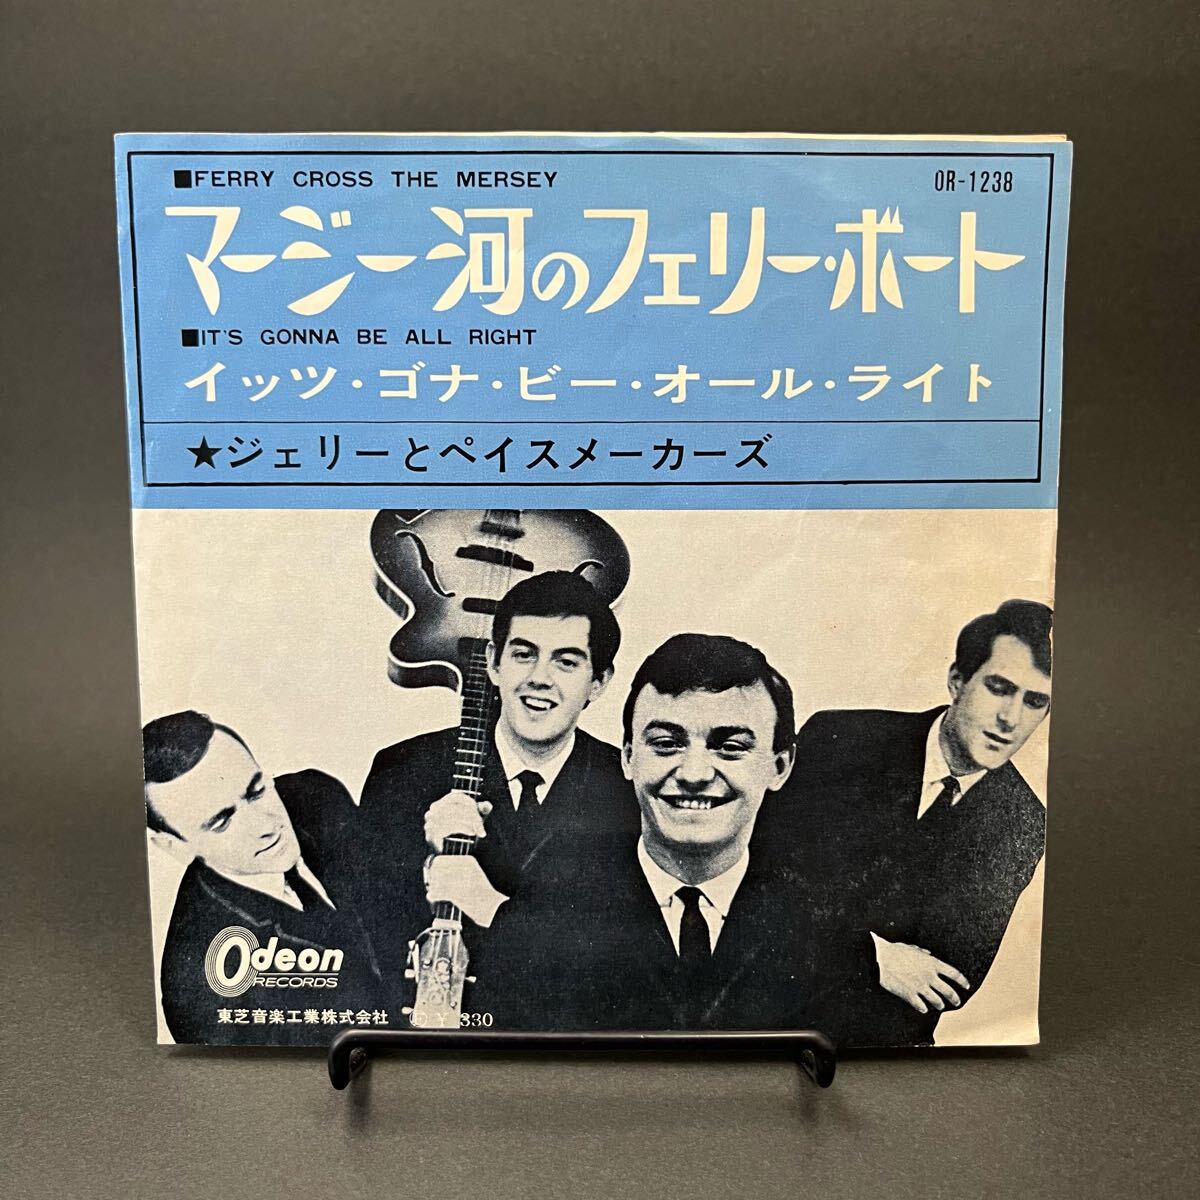 ■FERRY CROSS THE MERSEY
OR-1238
マージー河のフェリー・ボート
■IT'S GONNA BE ALL RIGHT
イッツ・ゴナ・ビー・オール・ライト
★ジェリーとペイスメーカーズ
Odeon
RECORDS
東芝音楽工業株式会社 Ⓒ ¥ 330